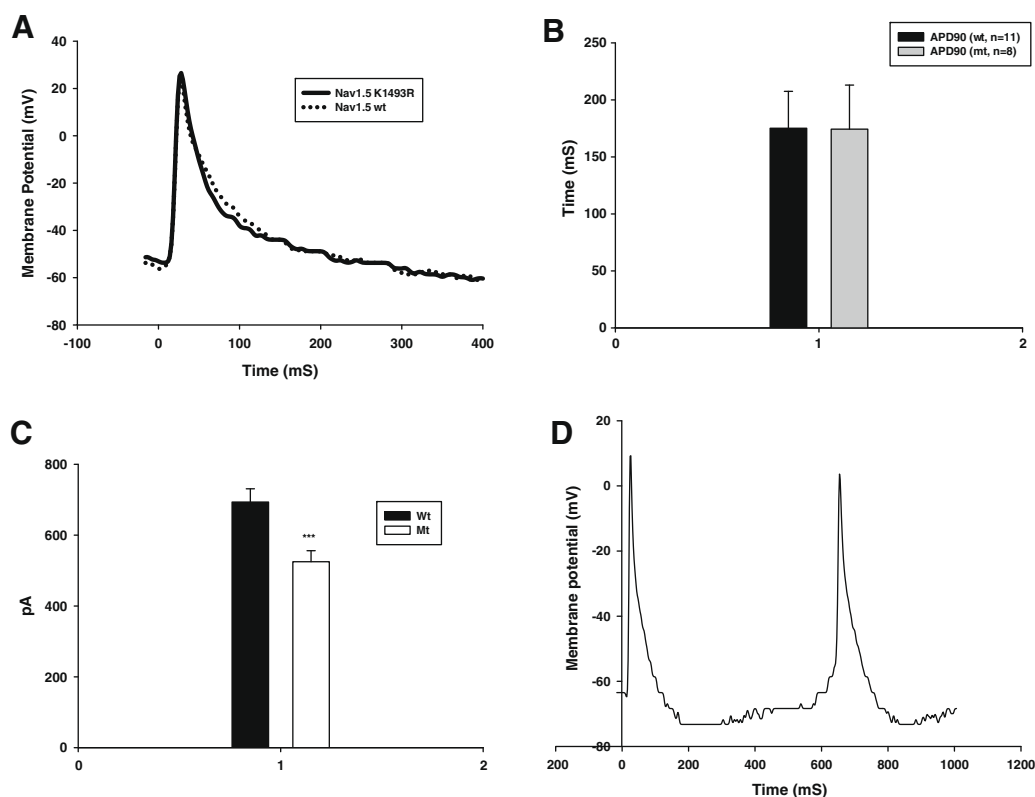 A
40
20
0
-20
-40
-60
-80
-100
0
100
200
300
400
Membrane Potential (mV)
Time (mS)
Nav1.5 K1493R
Nav1.5 wt
B
APD90 (wt, n=11)
APD90 (mt, n=8)
250
200
150
100
50
0
0
1
2
Time (mS)
C
800
600
400
200
0
0
1
2
pA
Wt
Mt
***
D
20
0
-20
-40
-60
-80
200
0
200
400
600
800
1000
1200
Membrane potential (mV)
Time (mS)